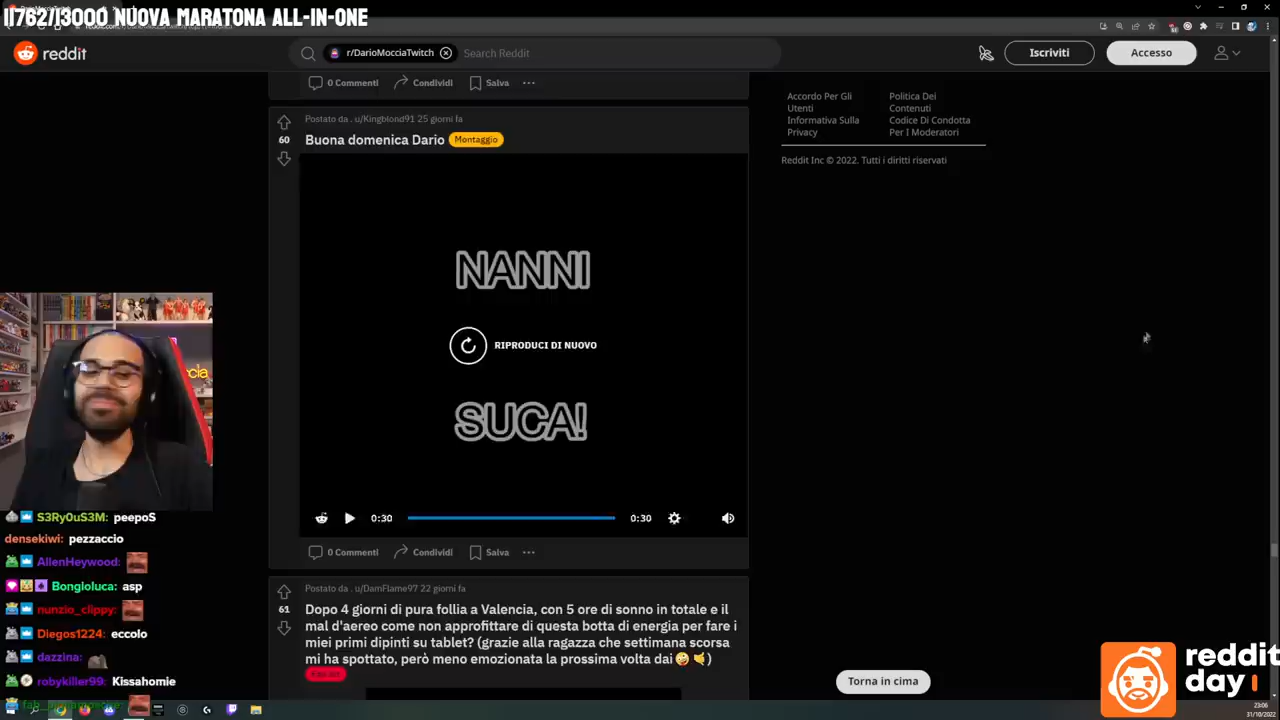 11762/13000 NUOVA MARATONA ALL-IN-ONE
reddit
r/DarioMocciaTwitch
Search Reddit
Iscriviti
Accesso
0 Commenti
Condividi
Salva
Accordo Per Gli Utenti
Informativa Sulla Privacy
Politica Dei Contenuti
Codice Di Condotta Per I Moderatori
Reddit Inc © 2022. Tutti i diritti riservati
Postato da . u/Kingblond91 25 giorni fa
60
Buona domenica Dario
Montaggio
NANNI
RIPRODUCI DI NUOVO
SUCA!
0:30
0:30
0 Commenti
Condividi
Salva
Postato da . u/DamFlame97 22 giorni fa
61
Dopo 4 giorni di pura follia a Valencia, con 5 ore di sonno in totale e il
mal d'aereo come non approfittare di questa botta di energia per fare i
miei primi dipinti su tablet? (grazie alla ragazza che settimana scorsa
mi ha spottato, però meno emozionata la prossima volta dai🤪🤙)
Torna in cima
S3Ry0uS3M: peepoS
densekiwi: pezzaccio
AllenHeywood:
Bongioluca: asp
nunzio_clippy:
Diegos1224: eccolo
dazzina:
robykiller99: Kissahomie
reddit
day
23:06
31/10/2022